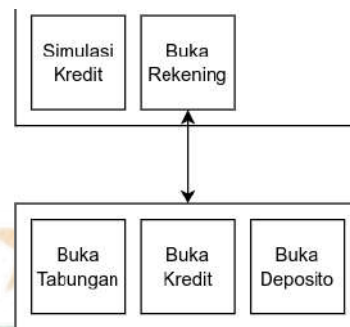 Simulasi
Kredit
Buka
Rekening
Buka
Tabungan
Buka
Kredit
Buka
Deposito